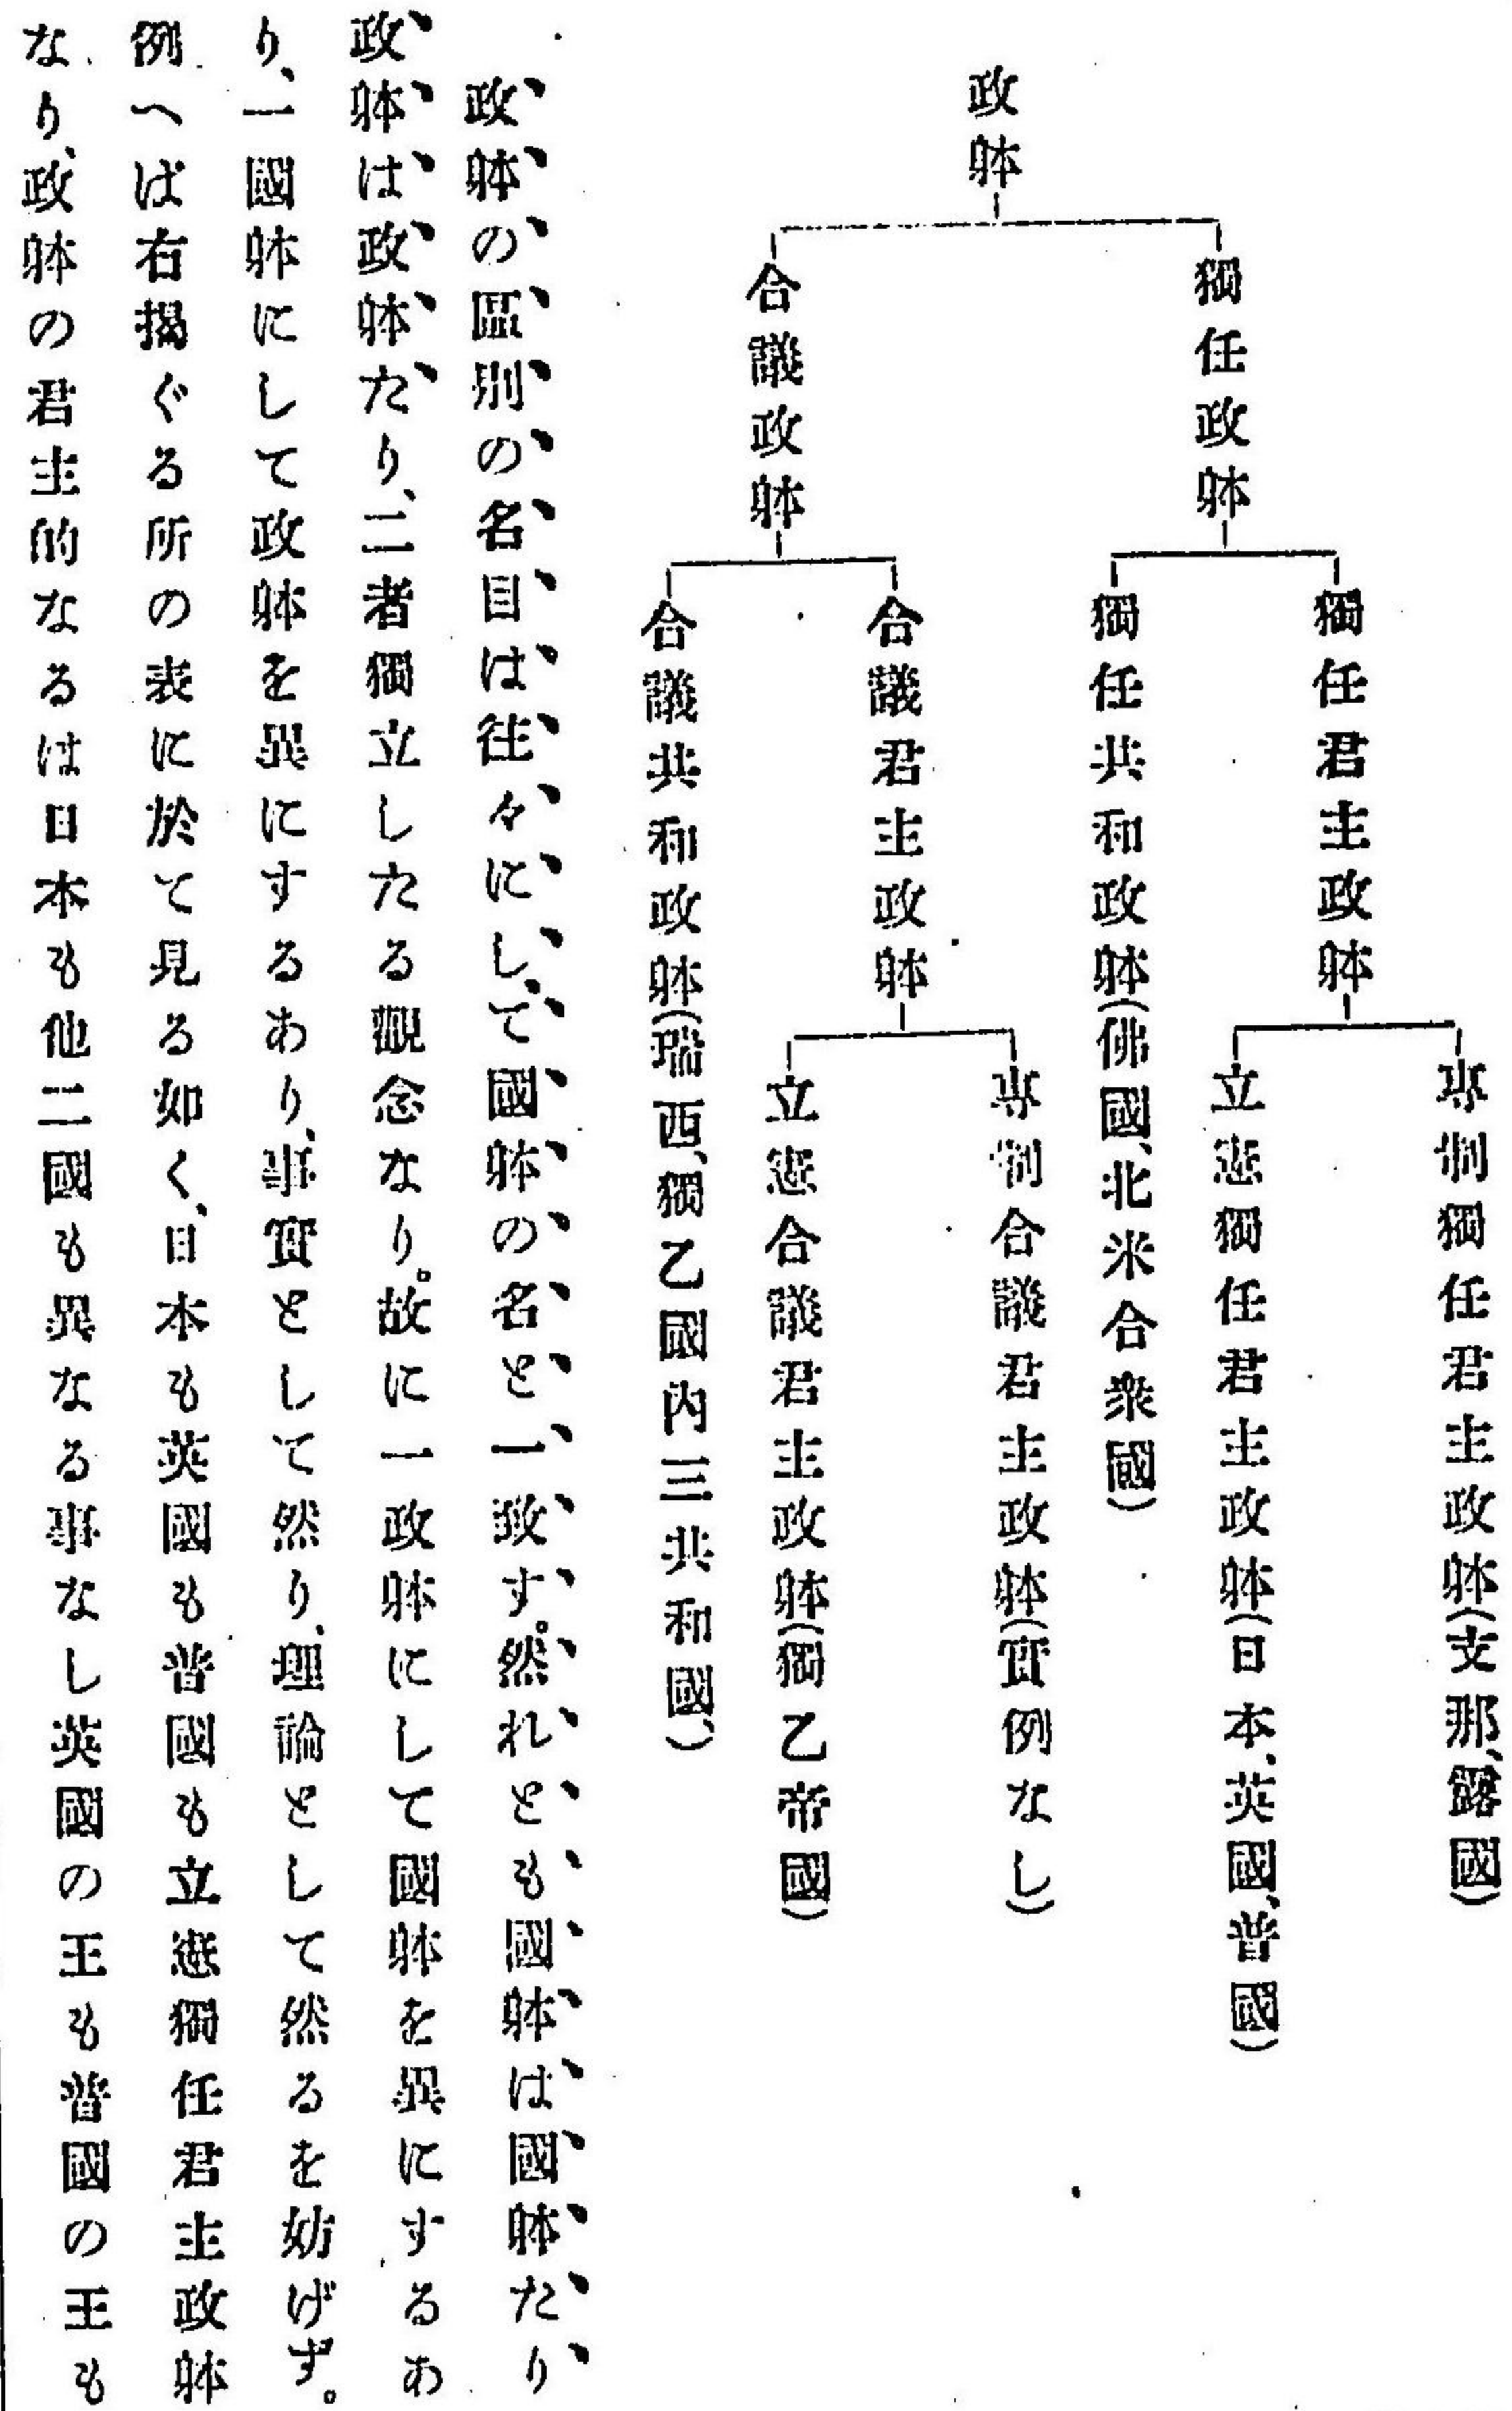 政躰
獨任政躰
獨任君主政躰
專制獨任君主政躰(支那、露國)
立憲獨任君主政躰(日本、英國、普國)
獨任共和政躰(佛國、北米合衆國)
合議政躰
合議君主政躰
專制合議君主政躰(實例なし)
立憲合議君主政躰(獨乙帝國)
合議共和政躰(瑞西、獨乙國内三共和國、)
政躰の區別の名目は往々にして國躰の名と一致す。然れとも國躰は國躰たり
政躰は政躰たり、二者獨立したる觀念なり。故に一政躰にして國躰を異にするあ
り、一國躰にして政躰を異にするあり、事實として然り、理論として然るを妨げず。
例へば右揭ぐる所の表に於て見る如く、日本も英國も普國も立憲獨任君主政躰
なり、政躰の君主的なるは日本も他二國も異なる事なし英國の王も普國の王も